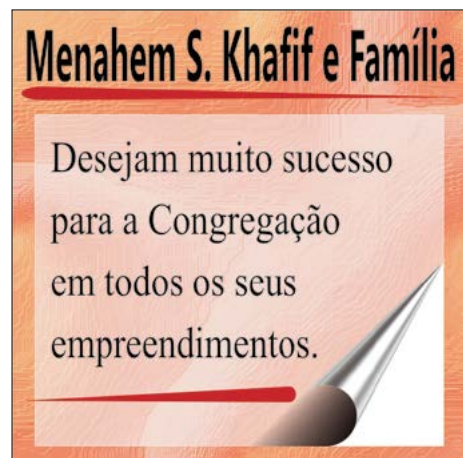 Menahem S. Khafif e Família
Desejam muito sucesso
para a Congregação
em todos os seus
empreendimentos.